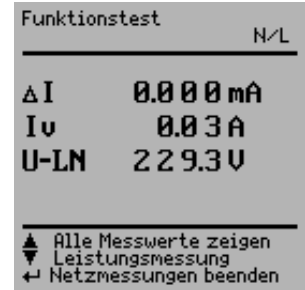 Funktionstest
N/L
ΔI 0.000 mA
Iv 0.03 A
U-LN 229.3 V
▲ Alle Messwerte zeigen
▼ Leistungsmessung
↵ Netzmessungen beenden